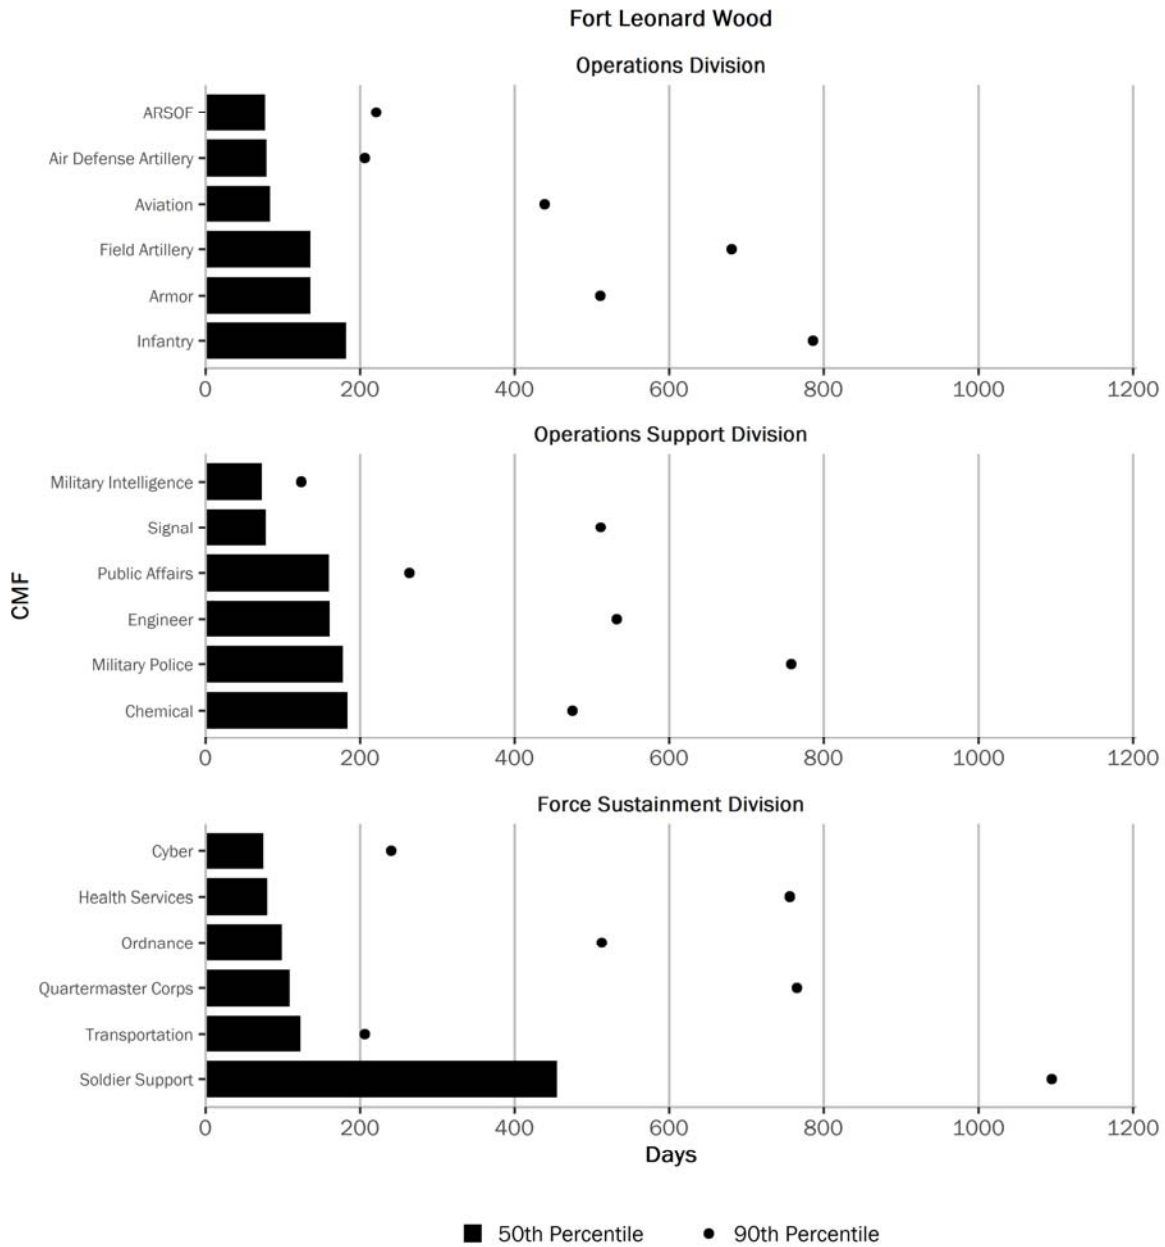 Fort Leonard Wood
Operations Division
ARSOF
Air Defense Artillery
Aviation
Field Artillery
Armor
Infantry
0 200 400 600 800 1000 1200
Operations Support Division
Military Intelligence
Signal
Public Affairs
Engineer
Military Police
Chemical
0 200 400 600 800 1000 1200
CMF
Force Sustainment Division
Cyber
Health Services
Ordnance
Quartermaster Corps
Transportation
Soldier Support
0 200 400 600 800 1000 1200
Days
50th Percentile 90th Percentile